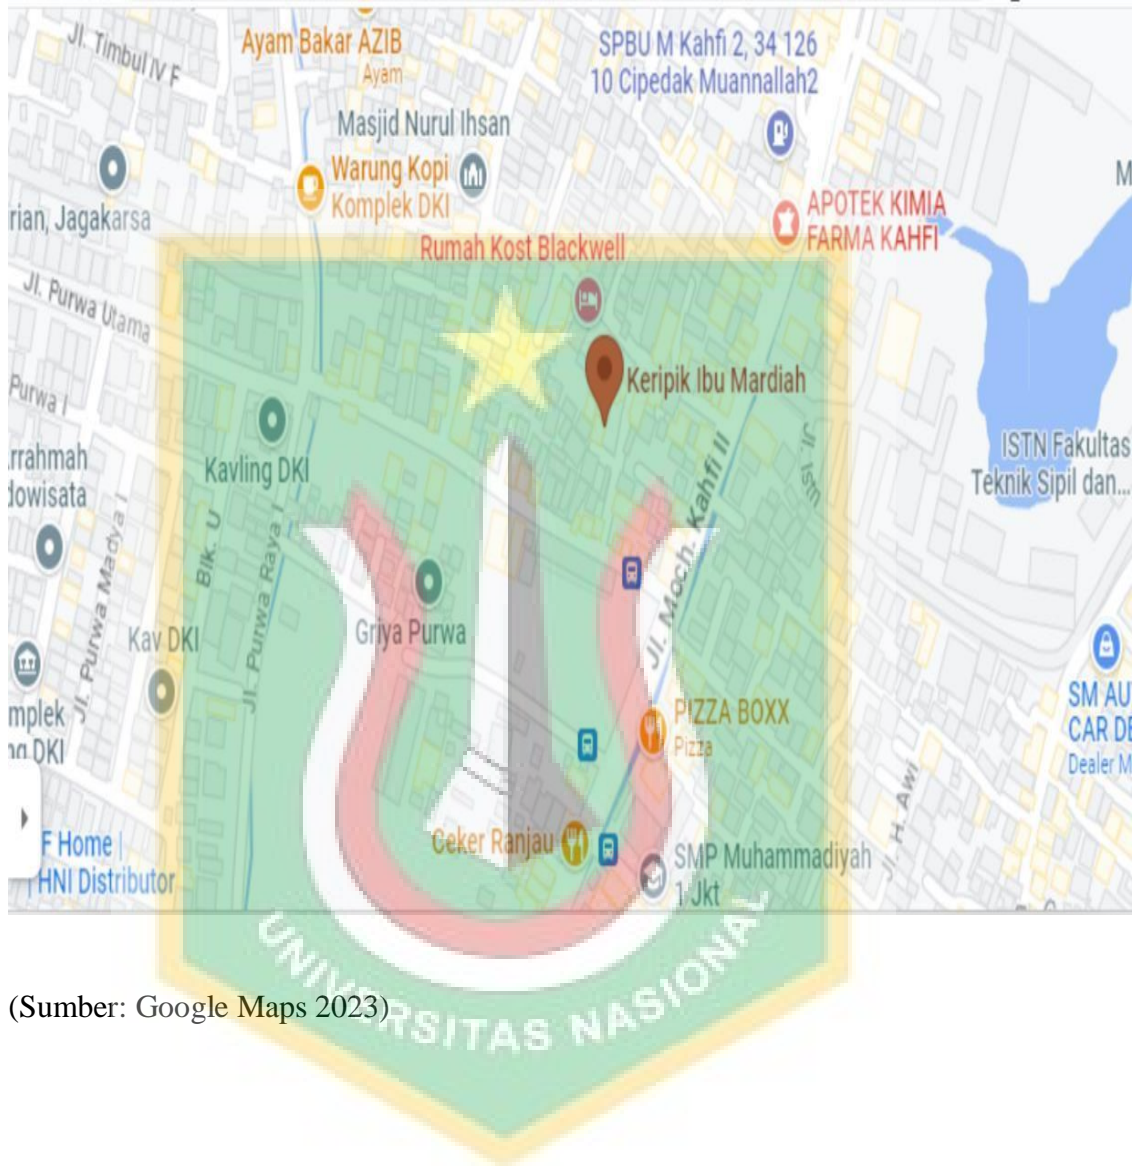 Jl. Timbul IV F
Ayam Bakar AZIB
Ayam
SPBU M Kahfi 2, 34 126
10 Cipedak Muannallah2
Masjid Nurul Ihsan
Warung Kopi
Komplek DKI
rian, Jagakarsa
APOTEK KIMIA
FARMA KAHFI
Rumah Kost Blackwell
Jl. Purwa Utama
Keripik Ibu Mardiah
Purwa I
rrahmah
dowisata
Kavling DKI
ISTN Fakultas
Teknik Sipil dan...
Jl. Istn
Jl. Moch. Kahfi II
Jl. Purwa Madya I
Blk. U
Jl. Purwa Raya I
Kav DKI
Griya Purwa
mplek
ng DKI
PIZZA BOXX
Pizza
SM AU
CAR DE
Dealer M
Jl. H. Awi
F Home |
HNI Distributor
Ceker Ranjau
SMP Muhammadiyah
1 Jkt
UNIVERSITAS NASIONAL
(Sumber: Google Maps 2023)